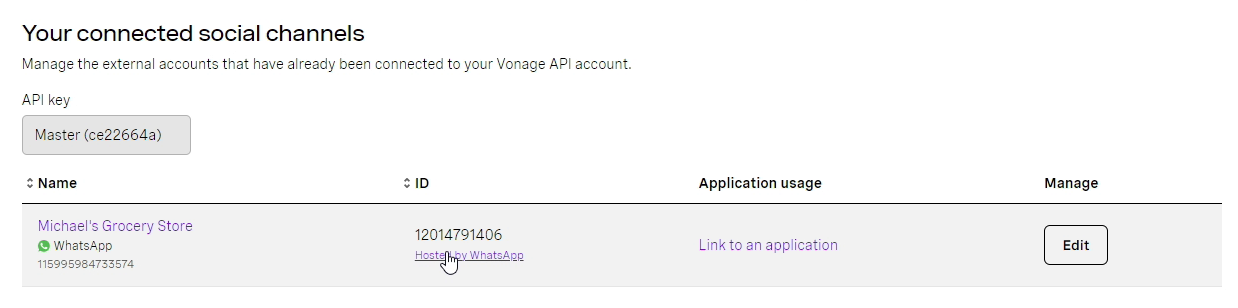 Your connected social channels
Manage the external accounts that have already been connected to your Vonage API account.
API key
Master (ce22664a)
Name ID Application usage Manage
Michael's Grocery Store
WhatsApp
115995984733574
12014791406
Hosted by WhatsApp
Link to an application
Edit